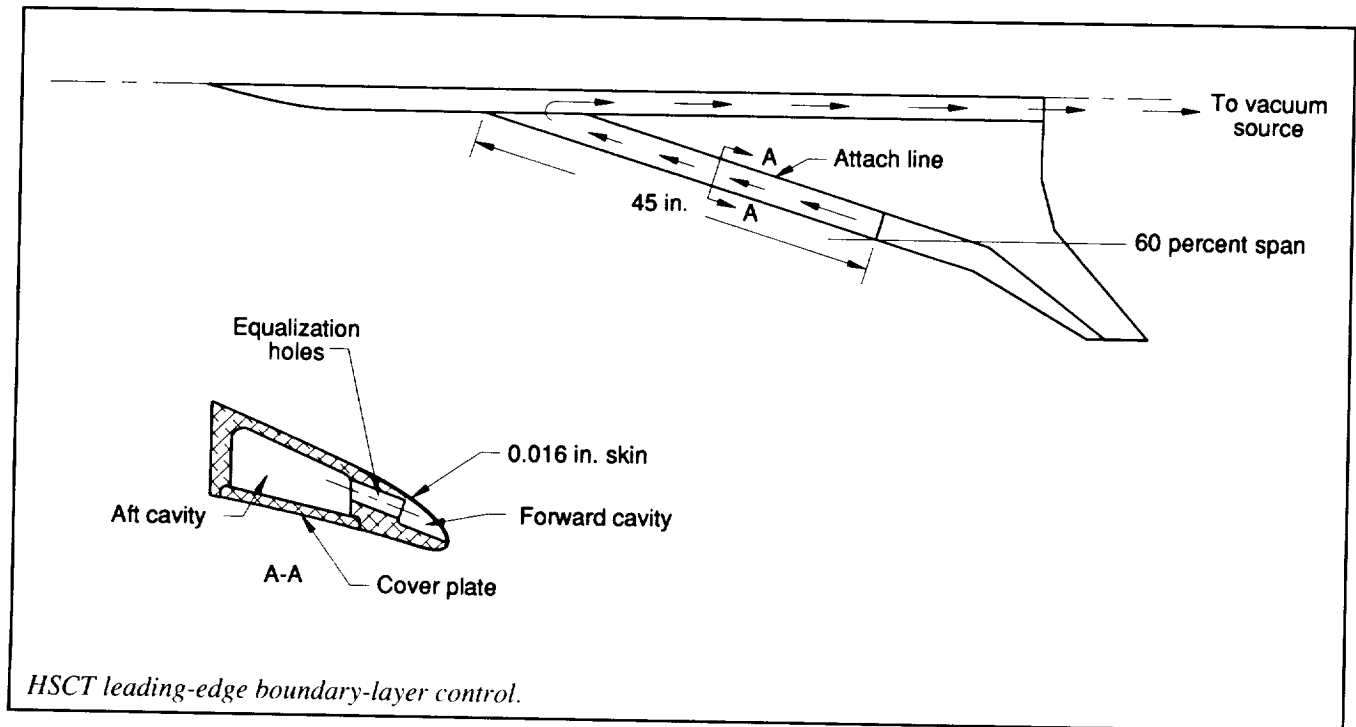 To vacuum
source
A
Attach line
45 in.
A
60 percent span
Equalization
holes
0.016 in. skin
Aft cavity
Forward cavity
A-A
Cover plate
HSCT leading-edge boundary-layer control.